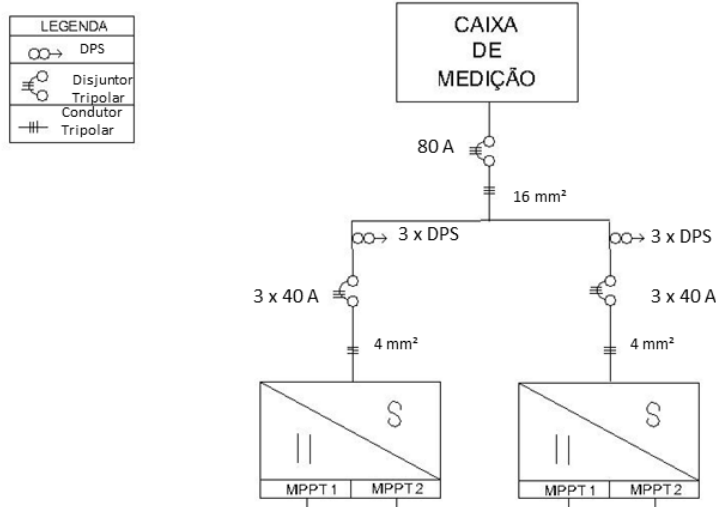 LEGENDA
DPS
Disjuntor
Tripolar
Condutor
Tripolar
CAIXA
DE
MEDIÇÃO
80 A
16 mm²
3 x DPS
3 x DPS
3 x 40 A
3 x 40 A
4 mm²
4 mm²
S
S
MPPT 1
MPPT 2
MPPT 1
MPPT 2